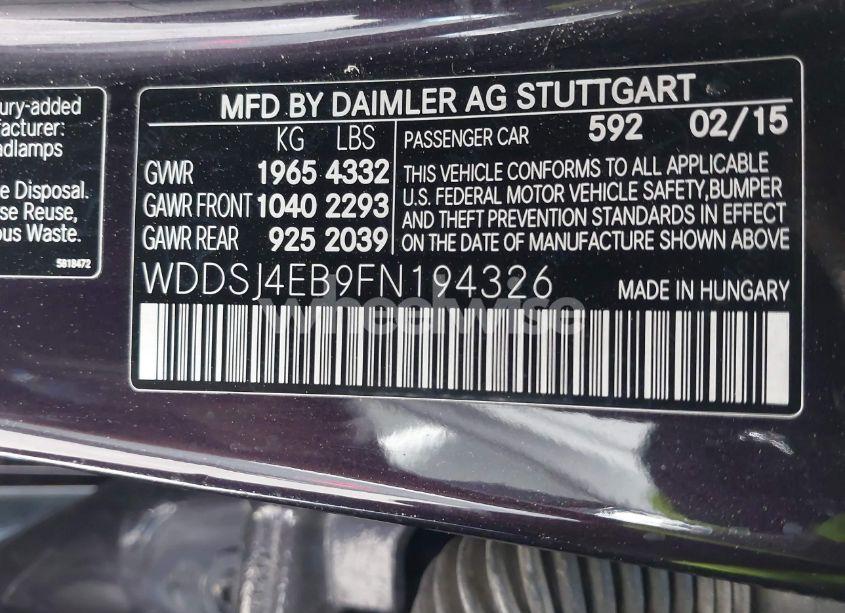 ury-added
facturer:
adlamps
e Disposal.
se Reuse,
ous Waste.
5818472
MFD BY DAIMLER AG STUTTGART
KG LBS
GVWR 1965 4332
GAWR FRONT 1040 2293
GAWR REAR 925 2039
PASSENGER CAR 592 02/15
THIS VEHICLE CONFORMS TO ALL APPLICABLE
U.S. FEDERAL MOTOR VEHICLE SAFETY,BUMPER
AND THEFT PREVENTION STANDARDS IN EFFECT
ON THE DATE OF MANUFACTURE SHOWN ABOVE
WDDSJ4EB9FN194326 MADE IN HUNGARY
wheelwise